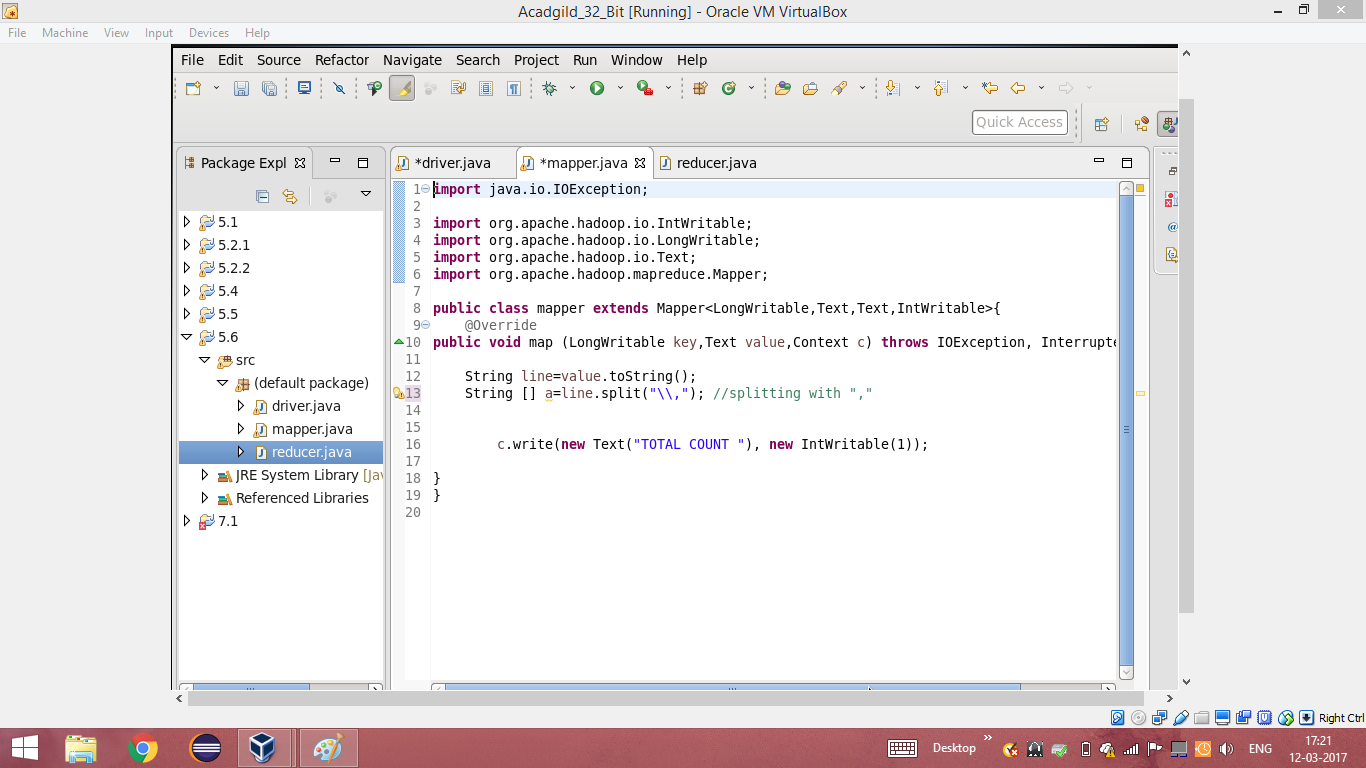 Acadgild_32_Bit [Running] - Oracle VM VirtualBox
File Machine View Input Devices Help
File Edit Source Refactor Navigate Search Project Run Window Help
Quick Access
Package Expl
*driver.java *mapper.java reducer.java
5.1
5.2.1
5.2.2
5.4
5.5
5.6
src
(default package)
driver.java
mapper.java
reducer.java
JRE System Library [Jav
Referenced Libraries
7.1
1 import java.io.IOException;
2
3 import org.apache.hadoop.io.IntWritable;
4 import org.apache.hadoop.io.LongWritable;
5 import org.apache.hadoop.io.Text;
6 import org.apache.hadoop.mapreduce.Mapper;
7
8 public class mapper extends Mapper<LongWritable,Text,Text,IntWritable>{
9 @Override
10 public void map (LongWritable key,Text value,Context c) throws IOException, Interrupte
11
12 String line=value.toString();
13 String [] a=line.split("\\,"); //splitting with ","
14
15
16 c.write(new Text("TOTAL COUNT "), new IntWritable(1));
17
18 }
19 }
20
Right Ctrl
Desktop
ENG
17:21
12-03-2017